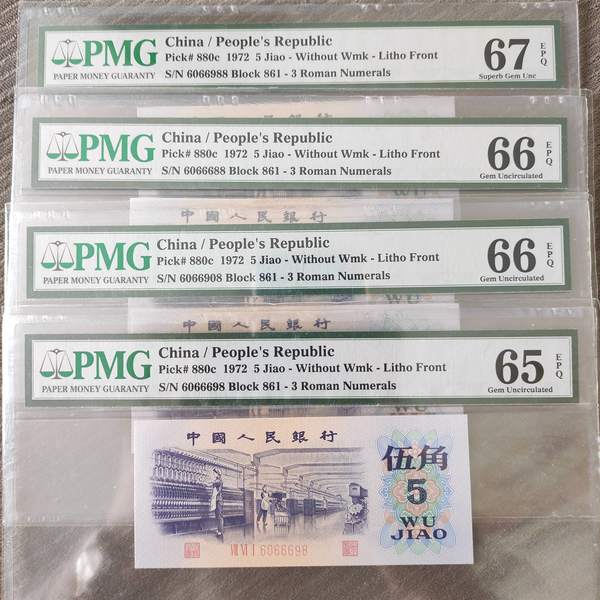 PMG
PAPER MONEY GUARANTY
China / People's Republic
Pick# 880c 1972 5 Jiao - Without Wmk - Litho Front
S/N 6066988 Block 861 - 3 Roman Numerals
67 EPQ
Superb Gem Unc
PMG
PAPER MONEY GUARANTY
China / People's Republic
Pick# 880c 1972 5 Jiao - Without Wmk - Litho Front
S/N 6066688 Block 861 - 3 Roman Numerals
66 EPQ
Gem Uncirculated
中國人民銀行
PMG
PAPER MONEY GUARANTY
China / People's Republic
Pick# 880c 1972 5 Jiao - Without Wmk - Litho Front
S/N 6066908 Block 861 - 3 Roman Numerals
66 EPQ
Gem Uncirculated
中國人民銀行
PMG
PAPER MONEY GUARANTY
China / People's Republic
Pick# 880c 1972 5 Jiao - Without Wmk - Litho Front
S/N 6066698 Block 861 - 3 Roman Numerals
65 EPQ
Gem Uncirculated
中國人民銀行
伍角
5
WU
JIAO
VIII VI I 6066698